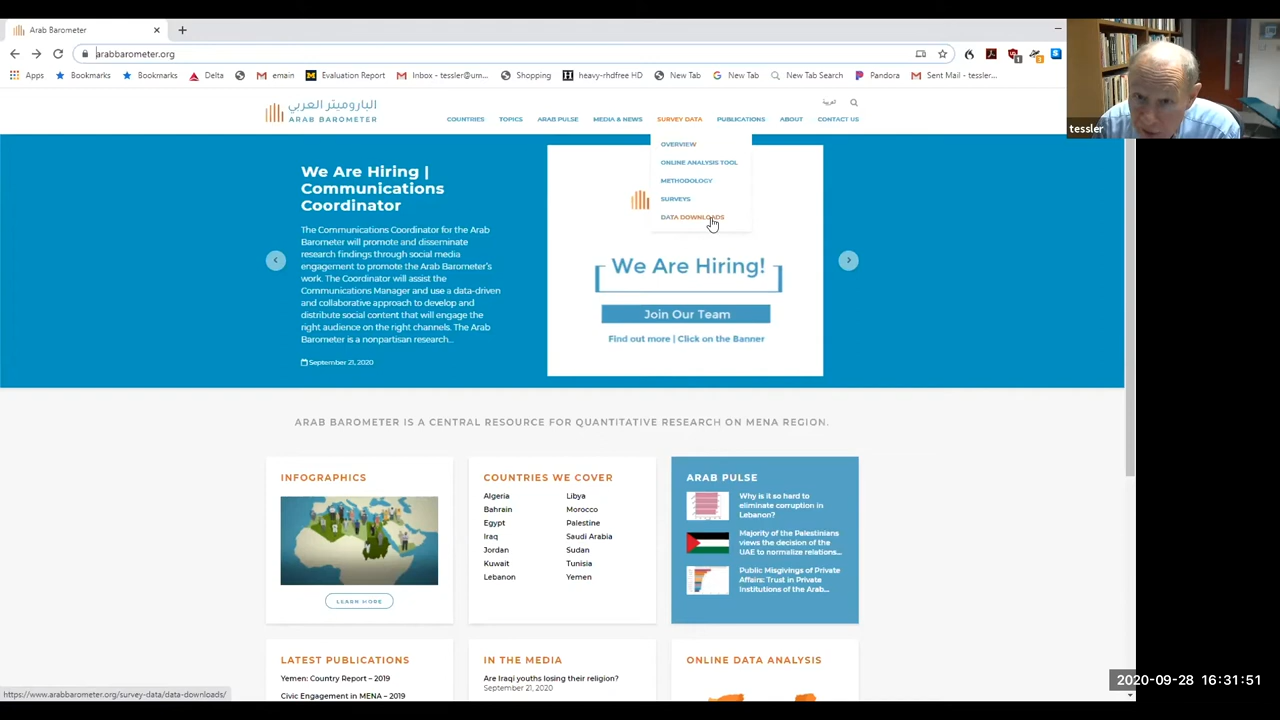 Arab Barometer
arabbarometer.org
Apps
Bookmarks
Bookmarks
Delta
emain
Evaluation Report
Inbox - tessler@um...
Shopping
heavy-rhdfree HD
New Tab
New Tab
New Tab Search
Pandora
Sent Mail - tessler@...
tessler
الباروميتر العربي
ARAB BAROMETER
العربية
COUNTRIES
TOPICS
ARAB PULSE
MEDIA & NEWS
SURVEY DATA
PUBLICATIONS
ABOUT
CONTACT US
OVERVIEW
ONLINE ANALYSIS TOOL
METHODOLOGY
SURVEYS
DATA DOWNLOADS
We Are Hiring |
Communications
Coordinator
The Communications Coordinator for the Arab
Barometer will promote and disseminate
research findings through social media
engagement to promote the Arab Barometer's
work. The Coordinator will assist the
Communications Manager and use a data-driven
and collaborative approach to develop and
distribute social content that will engage the
right audience on the right channels. The Arab
Barometer is a nonpartisan research...
September 21, 2020
We Are Hiring!
Join Our Team
Find out more | Click on the Banner
ARAB BAROMETER IS A CENTRAL RESOURCE FOR QUANTITATIVE RESEARCH ON MENA REGION.
INFOGRAPHICS
LEARN MORE
COUNTRIES WE COVER
Algeria
Bahrain
Egypt
Iraq
Jordan
Kuwait
Lebanon
Libya
Morocco
Palestine
Saudi Arabia
Sudan
Tunisia
Yemen
ARAB PULSE
Why is it so hard to
eliminate corruption in
Lebanon?
Majority of the Palestinians
views the decision of the
UAE to normalize relations...
Public Misgivings of Private
Affairs: Trust in Private
Institutions of the Arab...
LATEST PUBLICATIONS
Yemen: Country Report – 2019
Civic Engagement in MENA – 2019
IN THE MEDIA
Are Iraqi youths losing their religion?
September 21, 2020
ONLINE DATA ANALYSIS
https://www.arabbarometer.org/survey-data/data-downloads/
2020-09-28 16:31:51